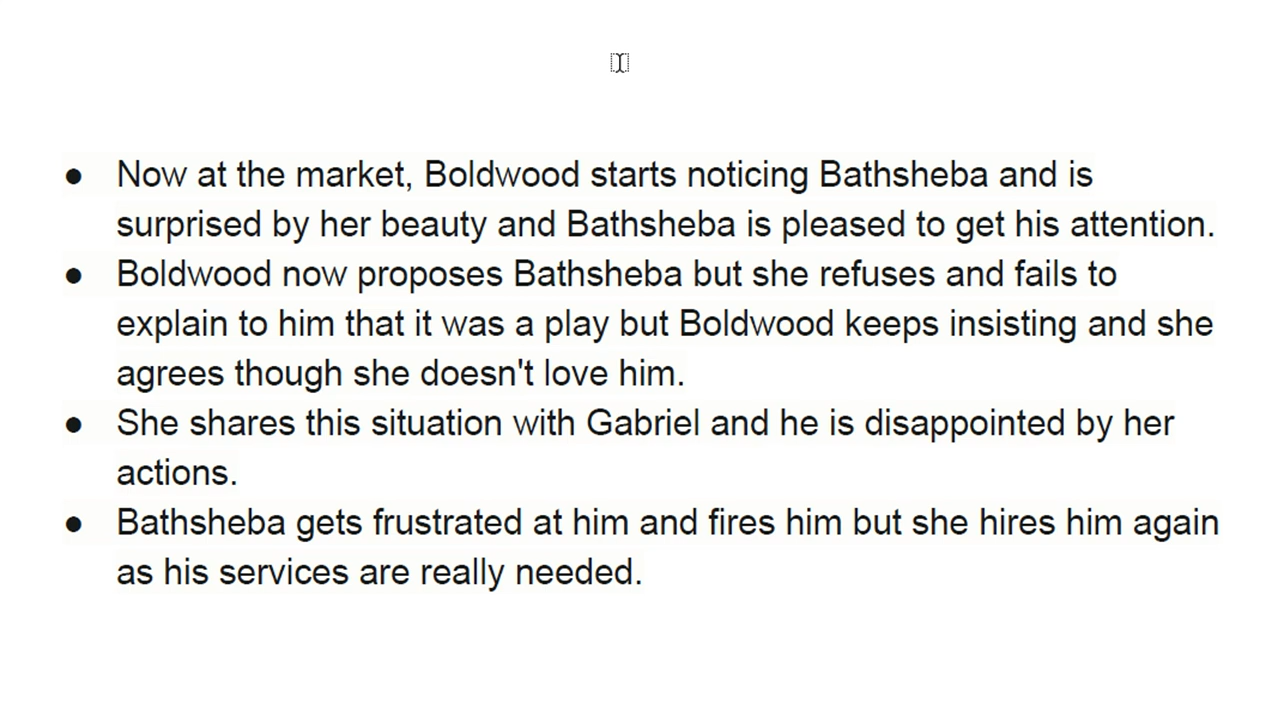 ● Now at the market, Boldwood starts noticing Bathsheba and is
surprised by her beauty and Bathsheba is pleased to get his attention.
● Boldwood now proposes Bathsheba but she refuses and fails to
explain to him that it was a play but Boldwood keeps insisting and she
agrees though she doesn't love him.
● She shares this situation with Gabriel and he is disappointed by her
actions.
● Bathsheba gets frustrated at him and fires him but she hires him again
as his services are really needed.